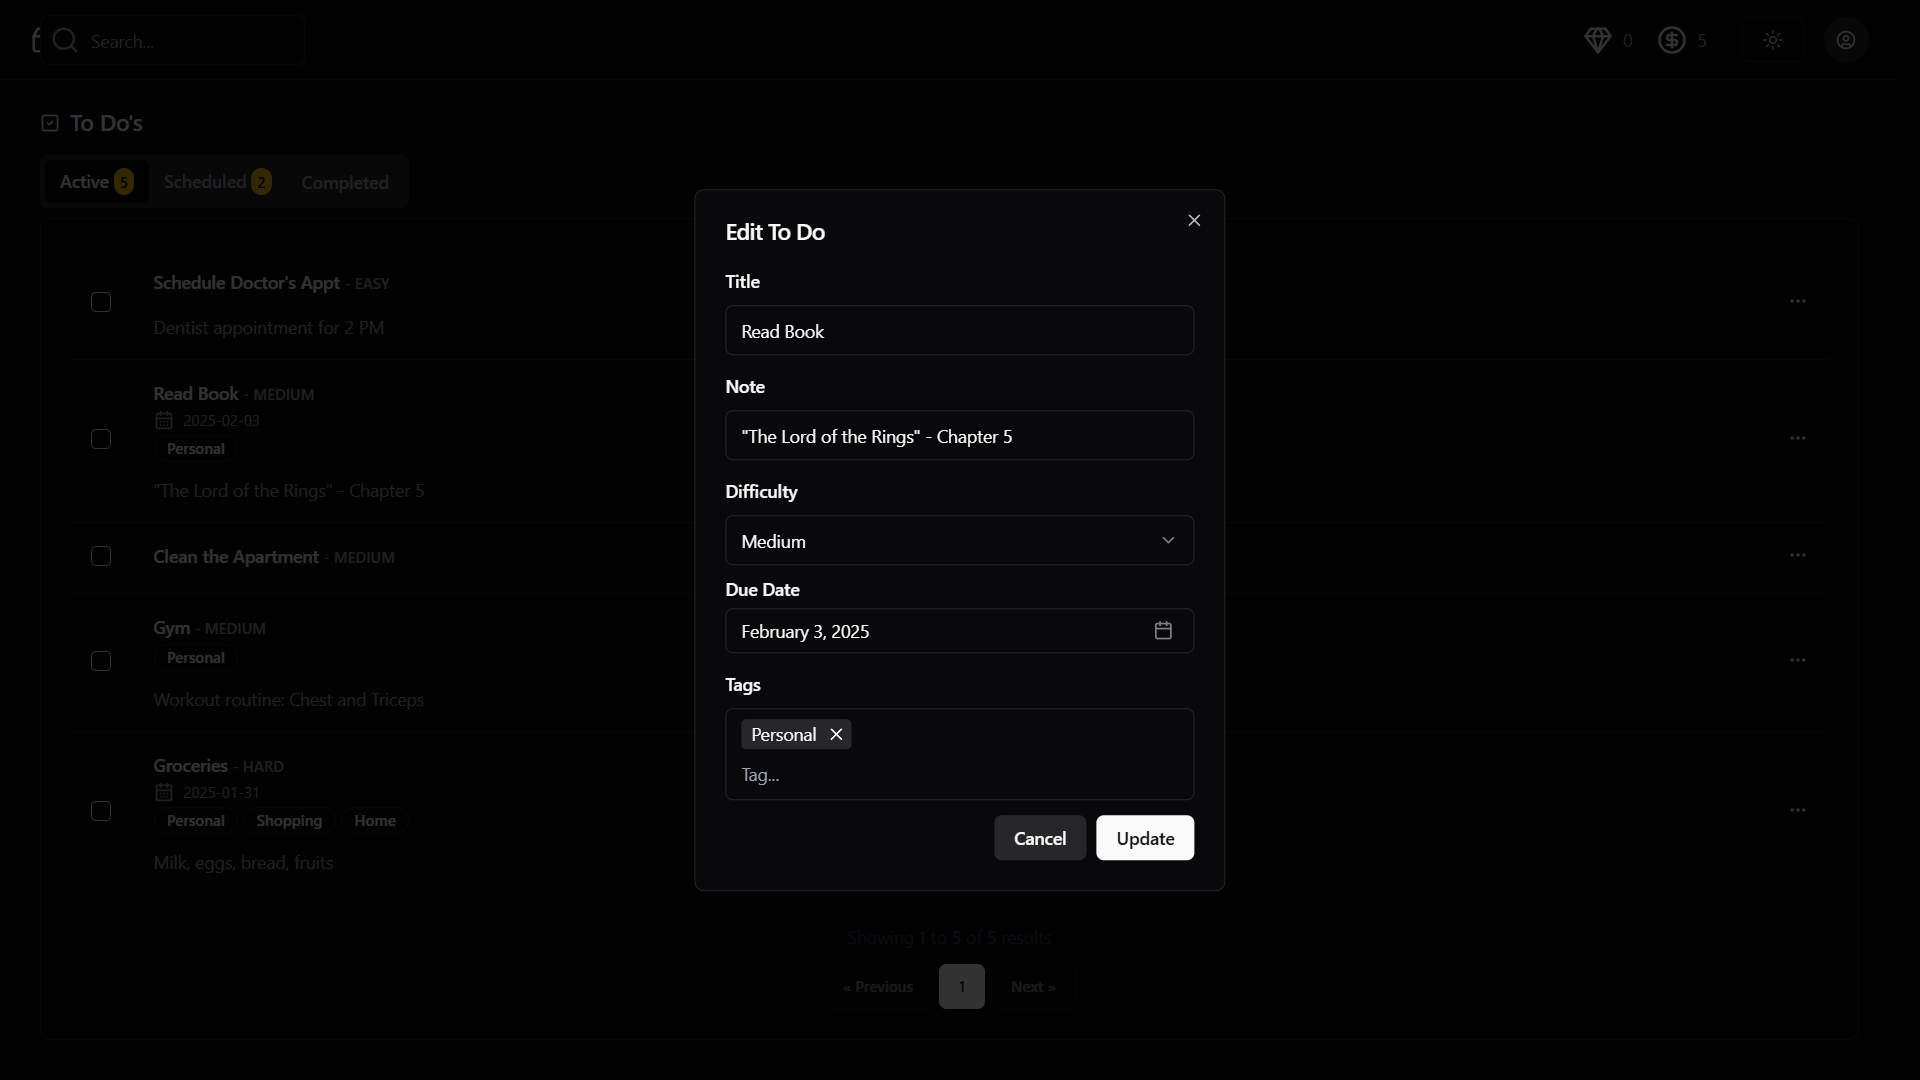 Search...
0
5
To Do's
Active 5
Scheduled 2
Completed
Schedule Doctor's Appt - EASY
Dentist appointment for 2 PM
Read Book - MEDIUM
2025-02-03
Personal
"The Lord of the Rings" - Chapter 5
Clean the Apartment - MEDIUM
Gym - MEDIUM
Personal
Workout routine: Chest and Triceps
Groceries - HARD
2025-01-31
Personal Shopping Home
Milk, eggs, bread, fruits
Showing 1 to 5 of 5 results
« Previous 1 Next »
Edit To Do
Title
Read Book
Note
"The Lord of the Rings" - Chapter 5
Difficulty
Medium
Due Date
February 3, 2025
Tags
Personal
Tag...
Cancel Update